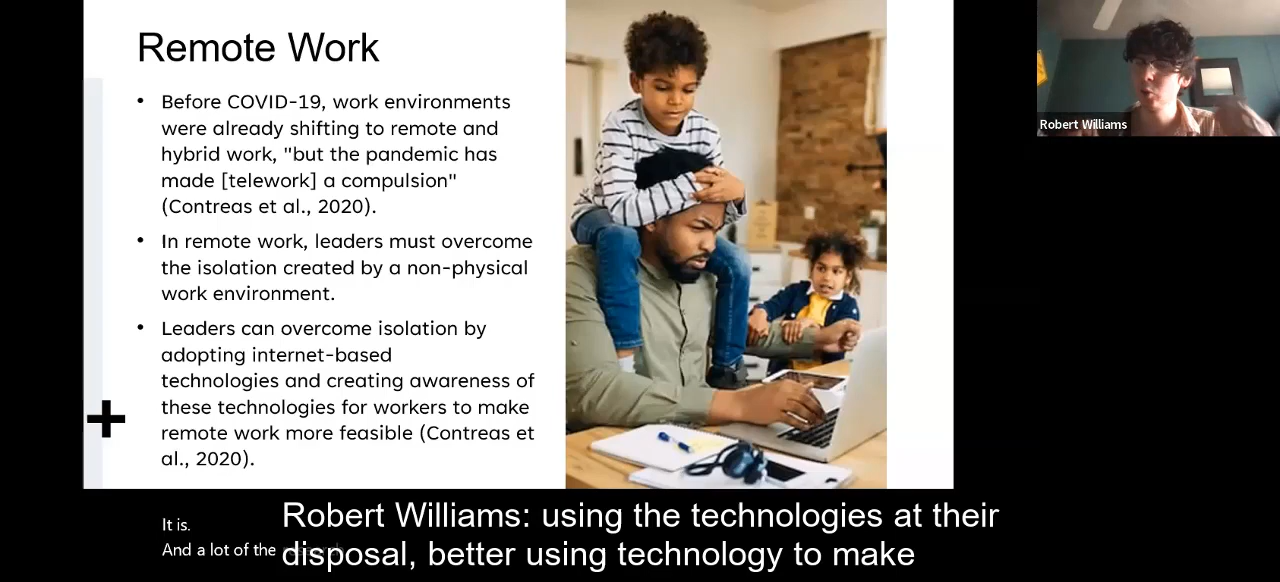 Remote Work
• Before COVID-19, work environments
were already shifting to remote and
hybrid work, "but the pandemic has
made [telework] a compulsion"
(Contreas et al., 2020).
• In remote work, leaders must overcome
the isolation created by a non-physical
work environment.
• Leaders can overcome isolation by
adopting internet-based
technologies and creating awareness of
these technologies for workers to make
remote work more feasible (Contreas et
al., 2020).
Robert Williams
It is.
And a lot of the
Robert Williams: using the technologies at their
disposal, better using technology to make